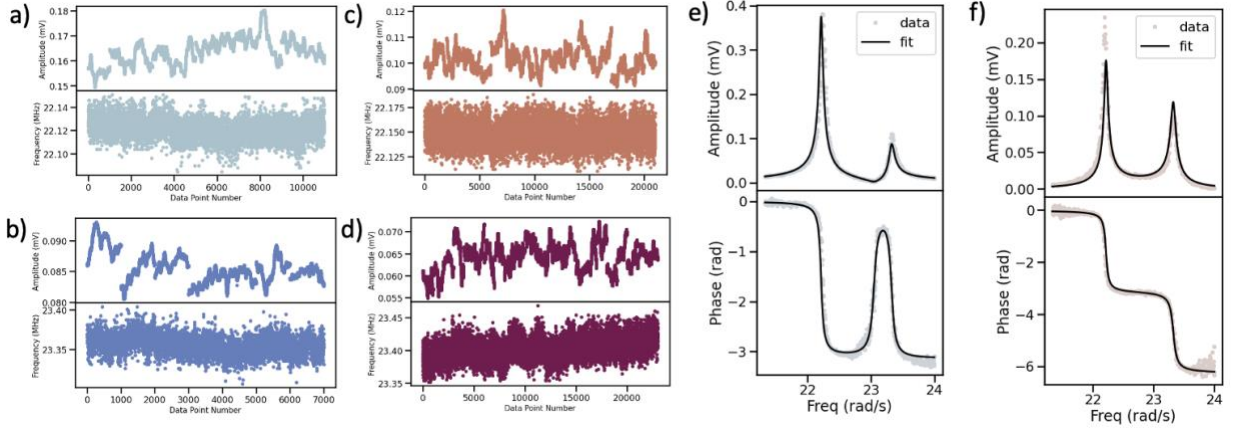 a)
0.18
0.17
0.16
0.15
Amplitude (mV)
22.14
22.12
22.10
Frequency (MHz)
0 2000 4000 6000 8000 10000
Data Point Number
b)
0.090
0.085
0.080
Amplitude (mV)
23.40
23.35
Frequency (MHz)
0 1000 2000 3000 4000 5000 6000 7000
Data Point Number
c)
0.12
0.11
0.10
0.09
Amplitude (mV)
22.175
22.150
22.125
Frequency (MHz)
0 5000 10000 15000 20000
Data Point Number
d)
0.070
0.065
0.060
0.055
Amplitude (mV)
23.45
23.40
23.35
Frequency (MHz)
0 5000 10000 15000 20000
Data Point Number
e)
data
fit
0.4
0.3
0.2
0.1
0.0
Amplitude (mV)
0
−1
−2
−3
Phase (rad)
22 23 24
Freq (rad/s)
f)
data
fit
0.20
0.15
0.10
0.05
0.00
Amplitude (mV)
0
−2
−4
−6
Phase (rad)
22 23 24
Freq (rad/s)